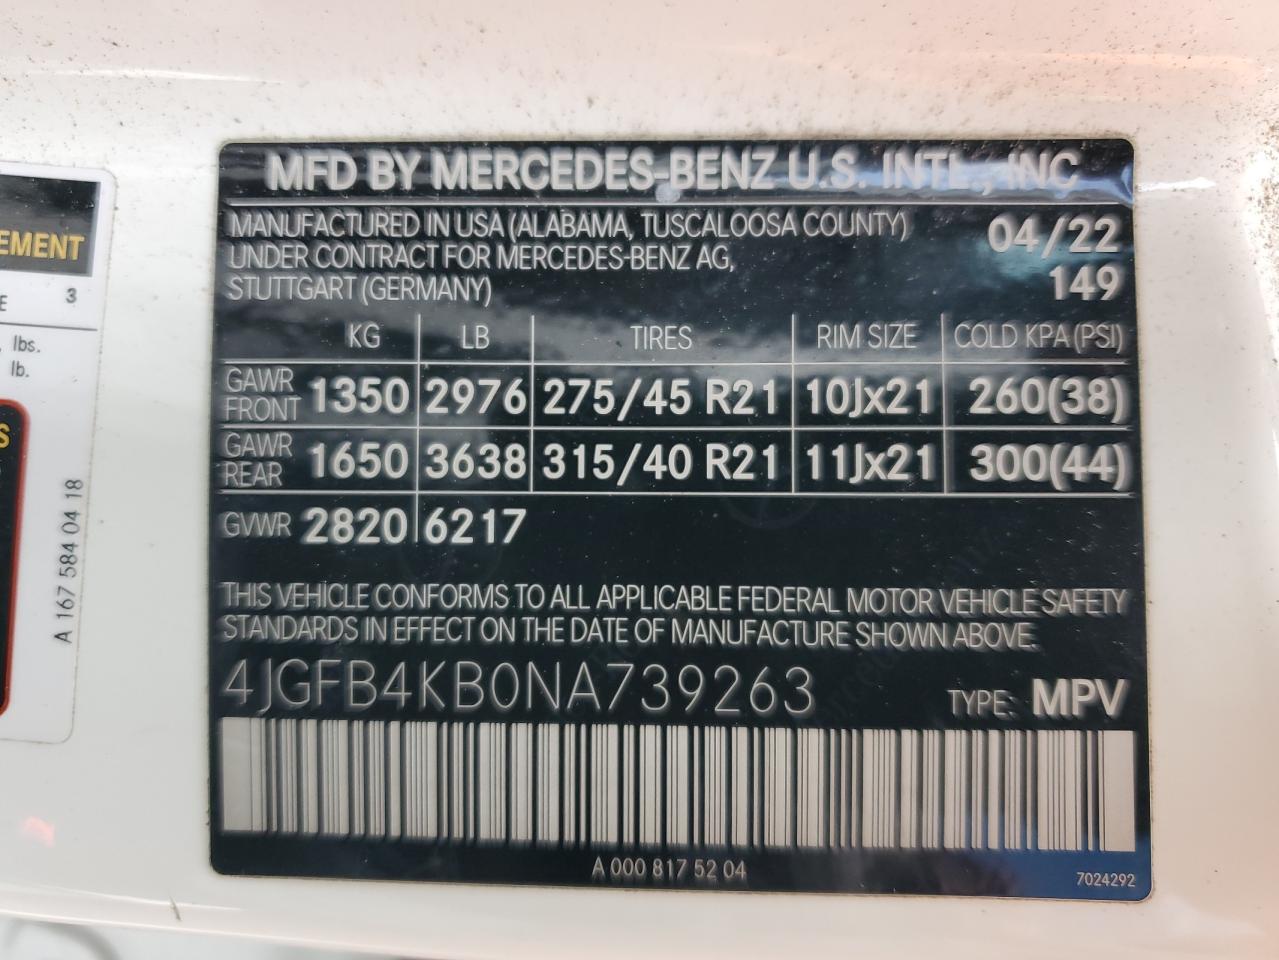 MFD BY MERCEDES-BENZ U.S. INTL., INC
MANUFACTURED IN USA (ALABAMA, TUSCALOOSA COUNTY) 04/22
UNDER CONTRACT FOR MERCEDES-BENZ AG,
STUTTGART (GERMANY) 149
KG LB TIRES RIM SIZE COLD KPA (PSI)
GAWR FRONT 1350 2976 275/45 R21 10Jx21 260(38)
GAWR REAR 1650 3638 315/40 R21 11Jx21 300(44)
GVWR 2820 6217
THIS VEHICLE CONFORMS TO ALL APPLICABLE FEDERAL MOTOR VEHICLE SAFETY
STANDARDS IN EFFECT ON THE DATE OF MANUFACTURE SHOWN ABOVE.
4JGFB4KB0NA739263 TYPE: MPV
A 000 817 52 04
7024292
EMENT
E 3
, lbs.
lb.
S
A 167 584 04 18